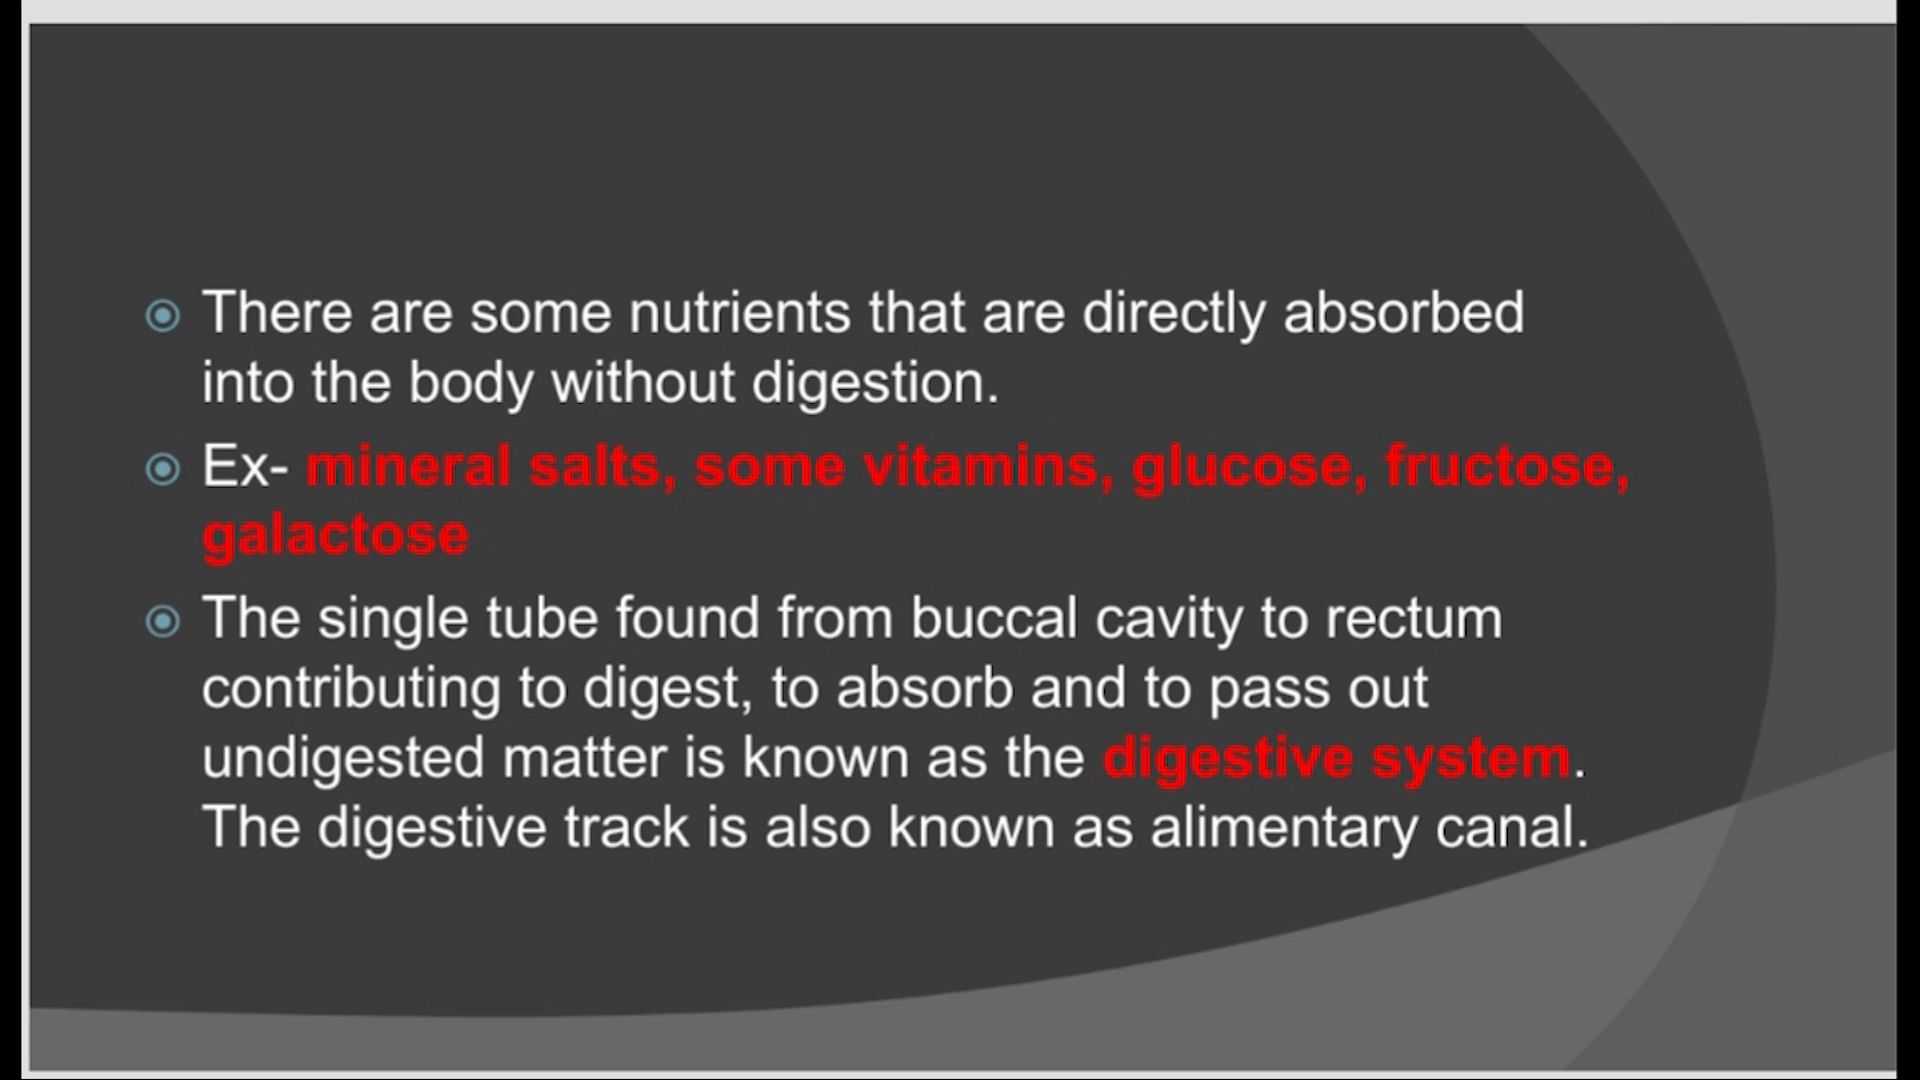 There are some nutrients that are directly absorbed
into the body without digestion.
Ex- mineral salts, some vitamins, glucose, fructose,
galactose
The single tube found from buccal cavity to rectum
contributing to digest, to absorb and to pass out
undigested matter is known as the digestive system.
The digestive track is also known as alimentary canal.